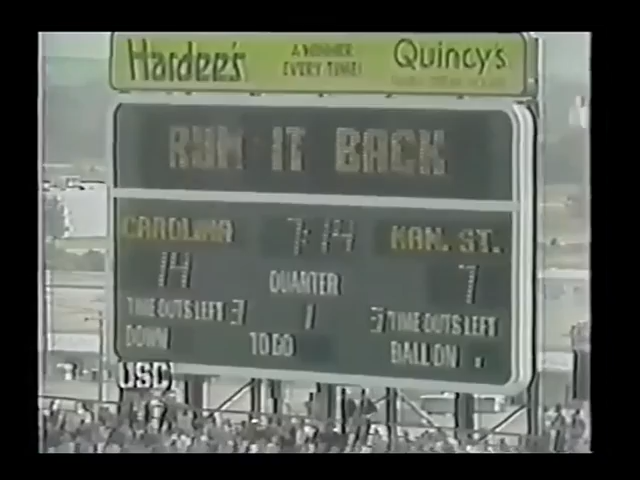 Hardee's
A WINNER
EVERY TIME!
Quincy's
RUN IT BACK
CAROLINA 7:14 KAN. ST.
14 QUARTER 7
TIME OUTS LEFT 3 1 3 TIME OUTS LEFT
DOWN TO GO BALL ON
USC